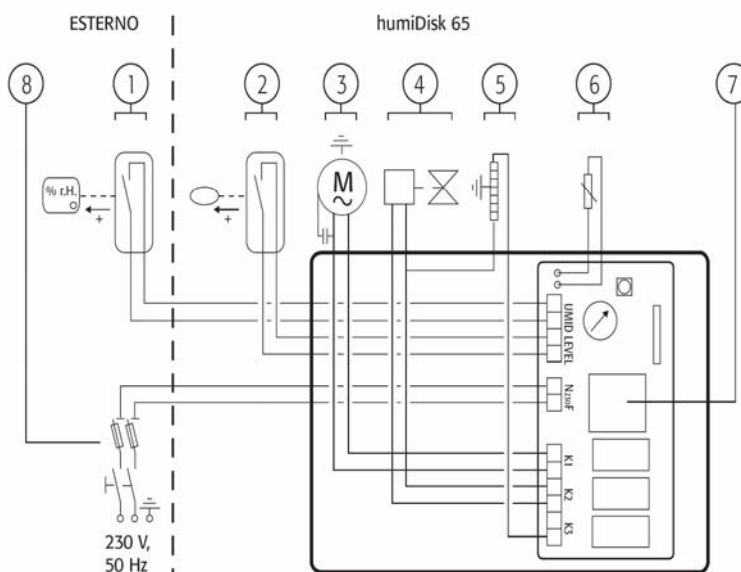 ESTERNO
humiDisk 65
8
1
2
3
4
5
6
7
% r.H.
+
+
M
~
UMID LEVEL
N 230 F
K1
K2
K3
230 V,
50 Hz